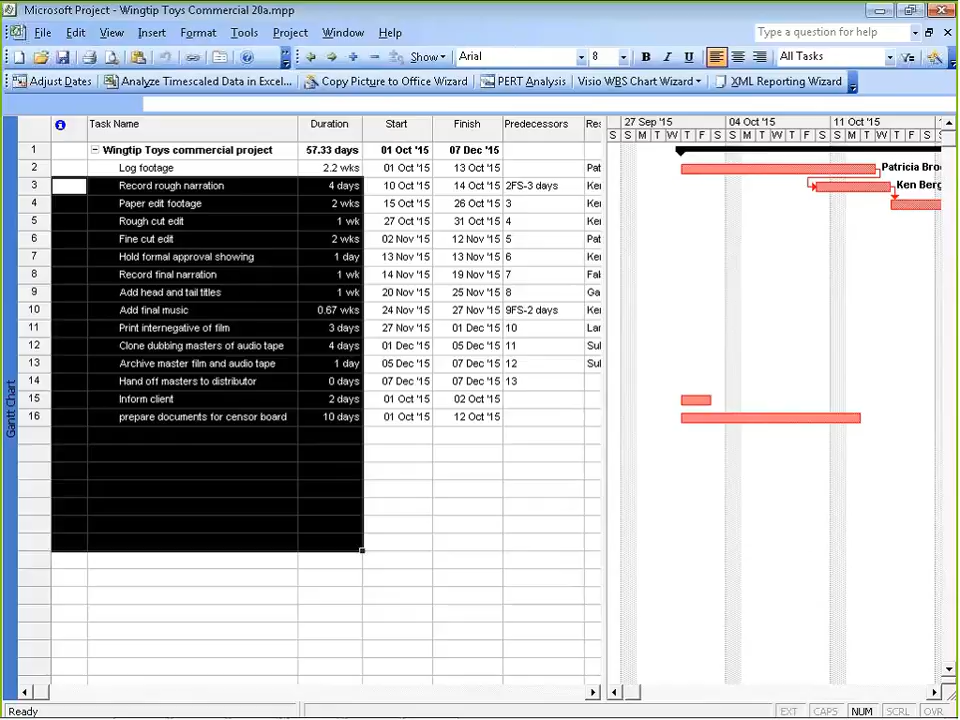 Microsoft Project - Wingtip Toys Commercial 20a.mpp
File Edit View Insert Format Tools Project Window Help Type a question for help
Show Arial 8 B I U All Tasks
Adjust Dates Analyze Timescaled Data in Excel... Copy Picture to Office Wizard PERT Analysis Visio WBS Chart Wizard XML Reporting Wizard
27 Sep '15 04 Oct '15 11 Oct '15
Task Name Duration Start Finish Predecessors Res
S M T W T F S S M T W T F S S M T W T F S
1 Wingtip Toys commercial project 57.33 days 01 Oct '15 07 Dec '15
2 Log footage 2.2 wks 01 Oct '15 13 Oct '15 Pat Patricia Broo
3 Record rough narration 4 days 10 Oct '15 14 Oct '15 2FS-3 days Ker Ken Berg
4 Paper edit footage 2 wks 15 Oct '15 26 Oct '15 3 Ker
5 Rough cut edit 1 wk 27 Oct '15 31 Oct '15 4 Ker
6 Fine cut edit 2 wks 02 Nov '15 12 Nov '15 5 Pat
7 Hold formal approval showing 1 day 13 Nov '15 13 Nov '15 6 Ker
8 Record final narration 1 wk 14 Nov '15 19 Nov '15 7 Fal
9 Add head and tail titles 1 wk 20 Nov '15 25 Nov '15 8 Ga
10 Add final music 0.67 wks 24 Nov '15 27 Nov '15 9FS-2 days Ker
11 Print internegative of film 3 days 27 Nov '15 01 Dec '15 10 Lar
12 Clone dubbing masters of audio tape 4 days 01 Dec '15 05 Dec '15 11 Sul
13 Archive master film and audio tape 1 day 05 Dec '15 07 Dec '15 12 Sul
14 Hand off masters to distributor 0 days 07 Dec '15 07 Dec '15 13
15 Inform client 2 days 01 Oct '15 02 Oct '15
16 prepare documents for censor board 10 days 01 Oct '15 12 Oct '15
Gantt Chart
Ready EXT CAPS NUM SCRL OVR